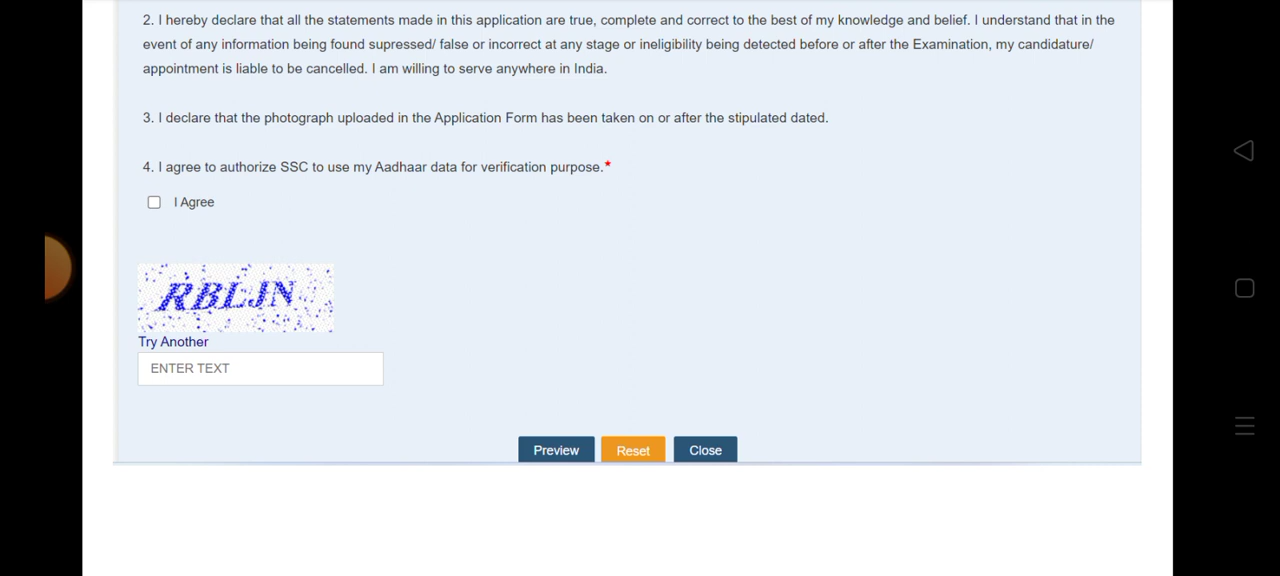 2. I hereby declare that all the statements made in this application are true, complete and correct to the best of my knowledge and belief. I understand that in the
event of any information being found supressed/ false or incorrect at any stage or ineligibility being detected before or after the Examination, my candidature/
appointment is liable to be cancelled. I am willing to serve anywhere in India.
3. I declare that the photograph uploaded in the Application Form has been taken on or after the stipulated dated.
4. I agree to authorize SSC to use my Aadhaar data for verification purpose.*
I Agree
RBLJN
Try Another
ENTER TEXT
Preview Reset Close